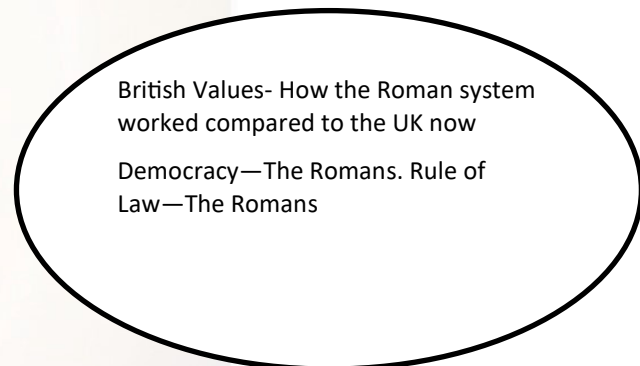 British Values- How the Roman system
worked compared to the UK now
Democracy—The Romans. Rule of
Law—The Romans